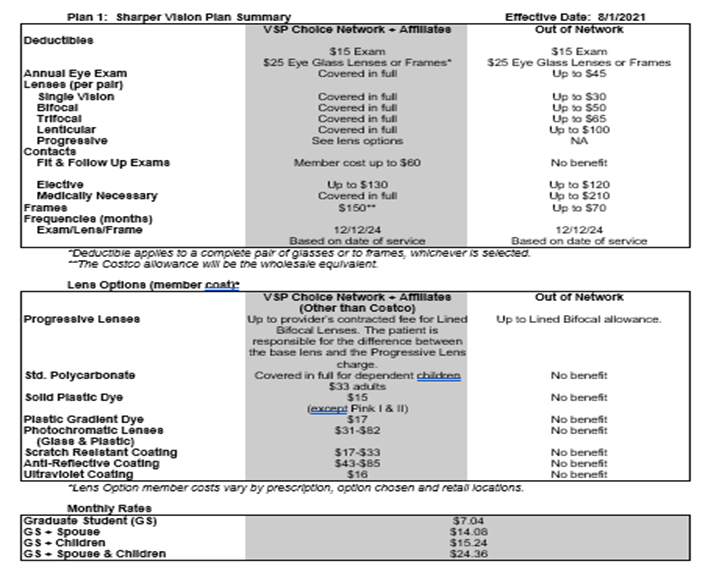 Plan 1: Sharper Vision Plan Summary Effective Date: 8/1/2021
VSP Choice Network + Affiliates Out of Network
Deductibles
$15 Exam $15 Exam
$25 Eye Glass Lenses or Frames* $25 Eye Glass Lenses or Frames
Annual Eye Exam Covered in full Up to $45
Lenses (per pair)
Single Vision Covered in full Up to $30
Bifocal Covered in full Up to $50
Trifocal Covered in full Up to $65
Lenticular Covered in full Up to $100
Progressive See lens options NA
Contacts
Fit & Follow Up Exams Member cost up to $60 No benefit
Elective Up to $130 Up to $120
Medically Necessary Covered in full Up to $210
Frames $150** Up to $70
Frequencies (months)
Exam/Lens/Frame 12/12/24 12/12/24
Based on date of service Based on date of service
*Deductible applies to a complete pair of glasses or to frames, whichever is selected.
**The Costco allowance will be the wholesale equivalent.
Lens Options (member cost)*
VSP Choice Network + Affiliates Out of Network
(Other than Costco)
Progressive Lenses Up to provider's contracted fee for Lined Up to Lined Bifocal allowance.
Bifocal Lenses. The patient is
responsible for the difference between
the base lens and the Progressive Lens
charge.
Std. Polycarbonate Covered in full for dependent children No benefit
$33 adults
Solid Plastic Dye $15 No benefit
(except Pink I & II)
Plastic Gradient Dye $17 No benefit
Photochromatic Lenses $31-$82 No benefit
(Glass & Plastic)
Scratch Resistant Coating $17-$33 No benefit
Anti-Reflective Coating $43-$85 No benefit
Ultraviolet Coating $16 No benefit
*Lens Option member costs vary by prescription, option chosen and retail locations.
Monthly Rates
Graduate Student (GS) $7.04
GS + Spouse $14.08
GS + Children $15.24
GS + Spouse & Children $24.36